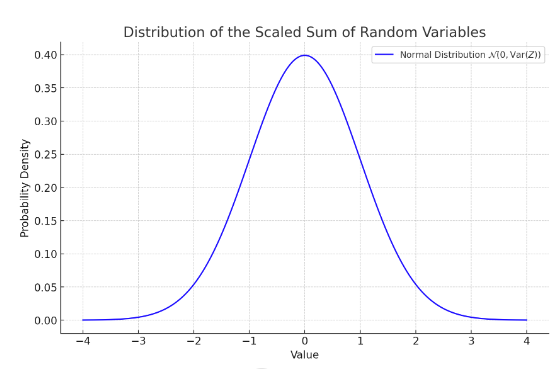 Distribution of the Scaled Sum of Random Variables
Normal Distribution 𝒩(0, Var(Z))
0.40
0.35
0.30
0.25
0.20
0.15
0.10
0.05
0.00
Probability Density
−4 −3 −2 −1 0 1 2 3 4
Value